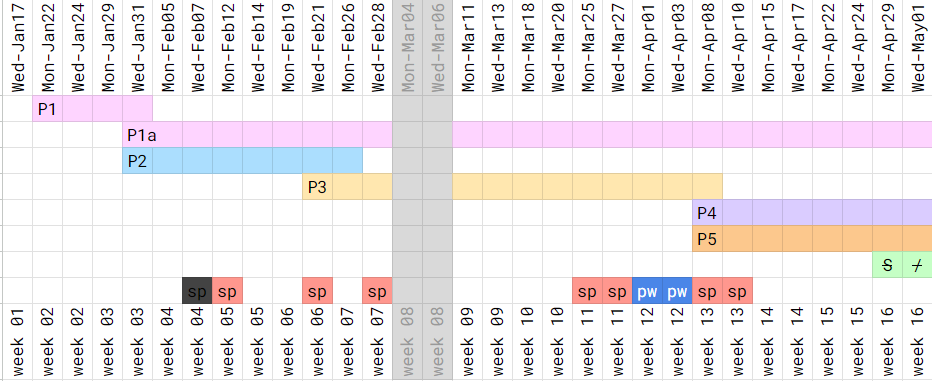 Wed-Jan17
Mon-Jan22
Wed-Jan24
Mon-Jan29
Wed-Jan31
Mon-Feb05
Wed-Feb07
Mon-Feb12
Wed-Feb14
Mon-Feb19
Wed-Feb21
Mon-Feb26
Wed-Feb28
Mon-Mar04
Wed-Mar06
Mon-Mar11
Wed-Mar13
Mon-Mar18
Wed-Mar20
Mon-Mar25
Wed-Mar27
Mon-Apr01
Wed-Apr03
Mon-Apr08
Wed-Apr10
Mon-Apr15
Wed-Apr17
Mon-Apr22
Wed-Apr24
Mon-Apr29
Wed-May01
P1
P1a
P2
P3
P4
P5
S /
sp sp sp sp sp sp pw pw sp sp
week 01
week 02
week 02
week 03
week 03
week 04
week 04
week 05
week 05
week 06
week 06
week 07
week 07
week 08
week 08
week 09
week 09
week 10
week 10
week 11
week 11
week 12
week 12
week 13
week 13
week 14
week 14
week 15
week 15
week 16
week 16